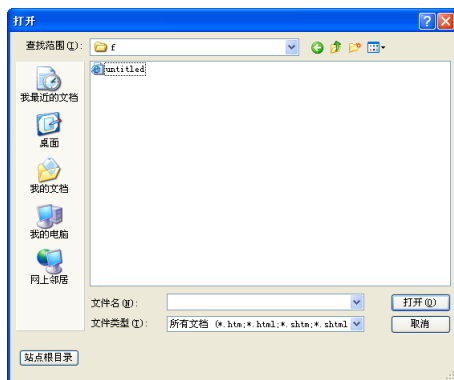 打开
查找范围(I):
f
untitled
我最近的文档
桌面
我的文档
我的电脑
网上邻居
文件名(N):
打开(O)
文件类型(T):
所有文档 (*.htm;*.html;*.shtm;*.shtml
取消
站点根目录